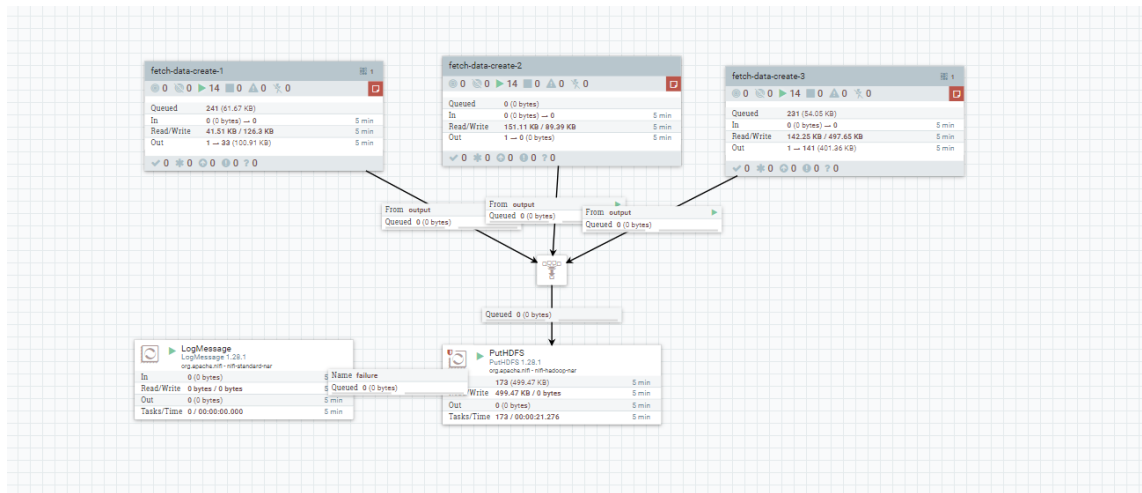 fetch-data-create-1
1
0 0 14 0 0 0
Queued 241 (61.67 KB)
In 0 (0 bytes) → 0 5 min
Read/Write 41.51 KB / 126.3 KB 5 min
Out 1 → 33 (100.91 KB) 5 min
0 0 0 0 ? 0
fetch-data-create-2
0 0 14 0 0 0
Queued 0 (0 bytes)
In 0 (0 bytes) → 0 5 min
Read/Write 151.11 KB / 89.39 KB 5 min
Out 1 → 0 (0 bytes) 5 min
0 0 0 0 ? 0
fetch-data-create-3
1
0 0 14 0 0 0
Queued 231 (54.05 KB)
In 0 (0 bytes) → 0 5 min
Read/Write 142.25 KB / 497.65 KB 5 min
Out 1 → 141 (401.36 KB) 5 min
0 0 0 0 ? 0
From output
Queued 0 (0 bytes)
From output
Queued 0 (0 bytes)
From output
Queued 0 (0 bytes)
Queued 0 (0 bytes)
LogMessage
LogMessage 1.28.1
org.apache.nifi - nifi-standard-nar
In 0 (0 bytes)
Read/Write 0 bytes / 0 bytes
Out 0 (0 bytes) 5 min
Tasks/Time 0 / 00:00:00.000 5 min
Name failure
Queued 0 (0 bytes)
PutHDFS
PutHDFS 1.28.1
org.apache.nifi - nifi-hadoop-nar
173 (499.47 KB) 5 min
Write 499.47 KB / 0 bytes 5 min
Out 0 (0 bytes) 5 min
Tasks/Time 173 / 00:00:21.276 5 min